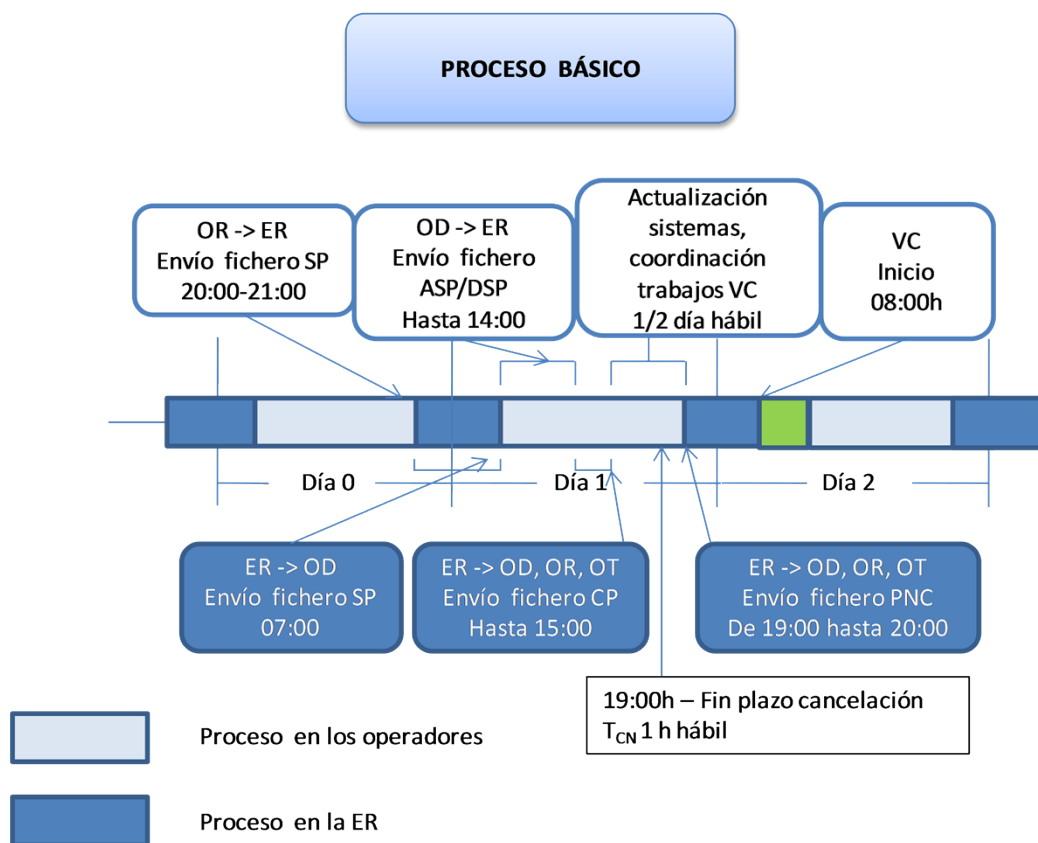 PROCESO BÁSICO
OR -> ER
Envío fichero SP
20:00-21:00
OD -> ER
Envío fichero
ASP/DSP
Hasta 14:00
Actualización
sistemas,
coordinación
trabajos VC
1/2 día hábil
VC
Inicio
08:00h
Día 0
Día 1
Día 2
ER -> OD
Envío fichero SP
07:00
ER -> OD, OR, OT
Envío fichero CP
Hasta 15:00
ER -> OD, OR, OT
Envío fichero PNC
De 19:00 hasta 20:00
19:00h – Fin plazo cancelación
TCN 1 h hábil
Proceso en los operadores
Proceso en la ER